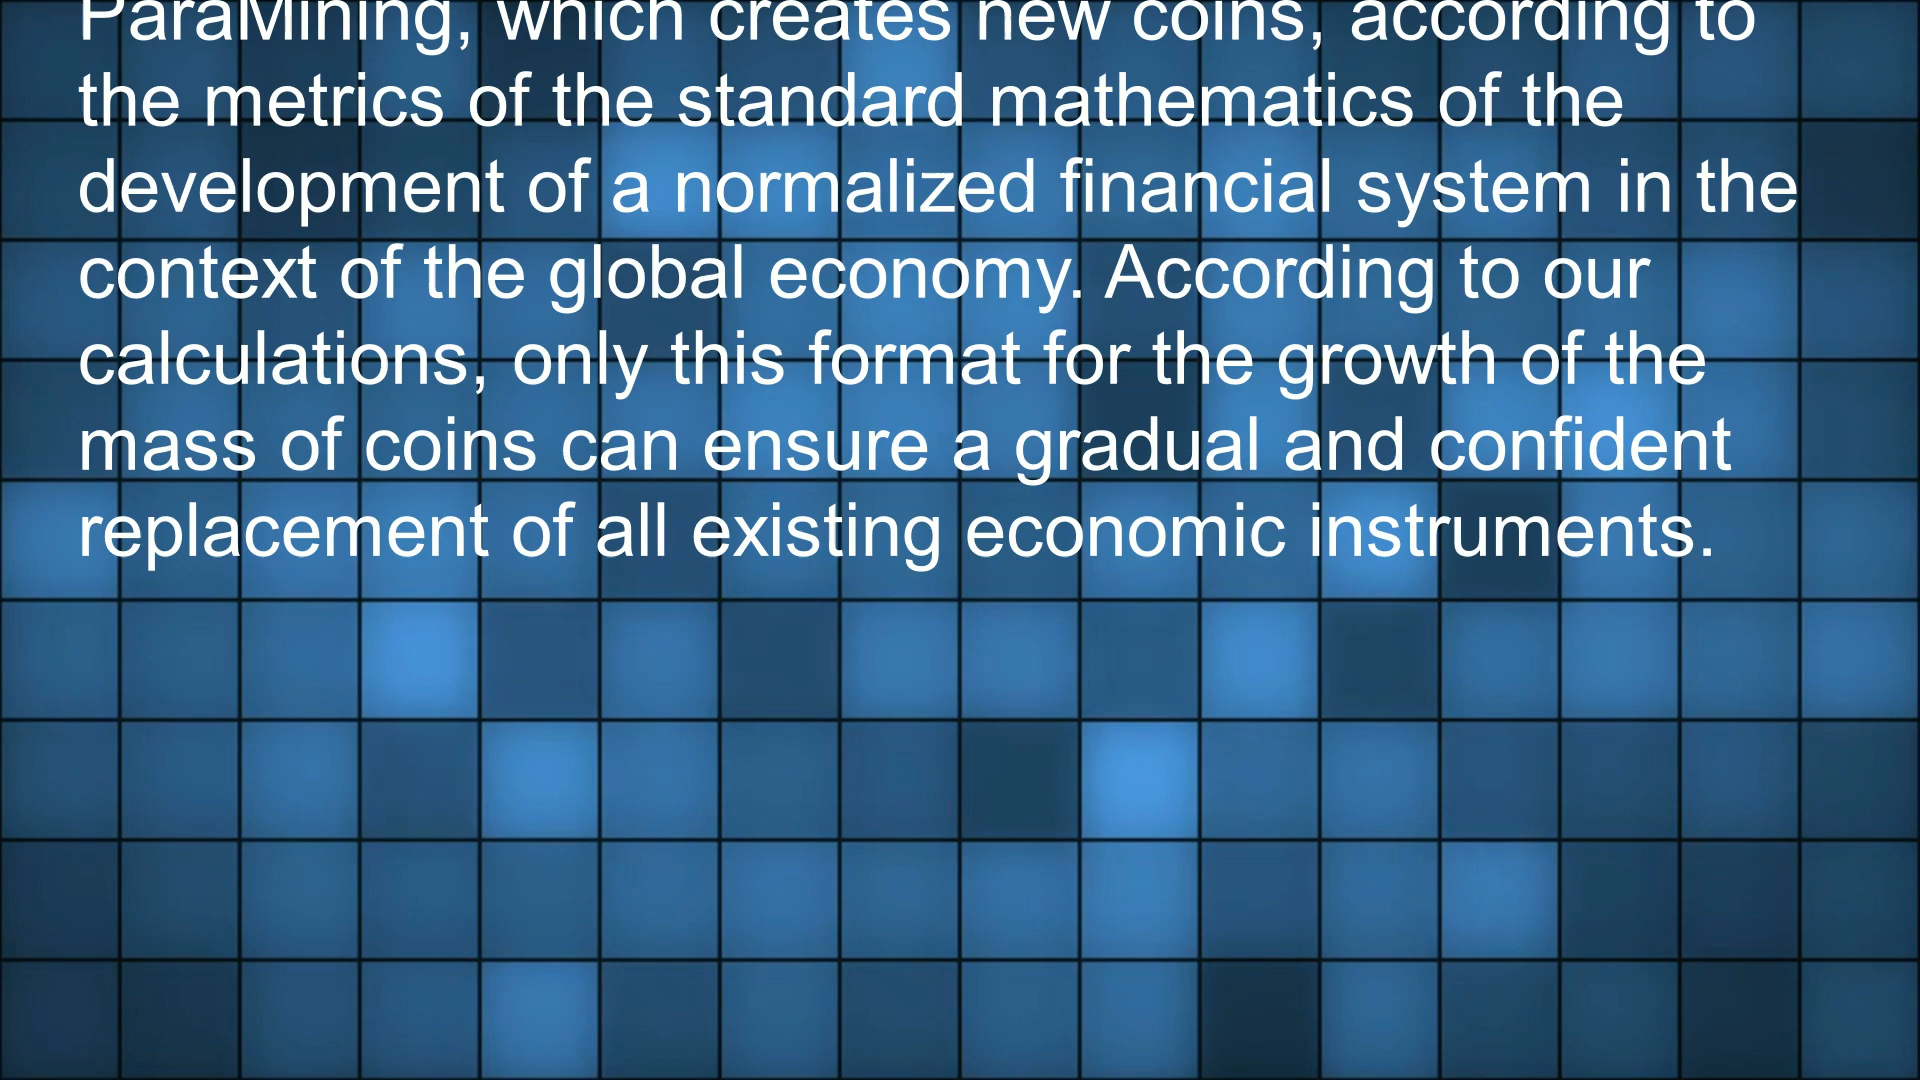 ParaMining, which creates new coins, according to
the metrics of the standard mathematics of the
development of a normalized financial system in the
context of the global economy. According to our
calculations, only this format for the growth of the
mass of coins can ensure a gradual and confident
replacement of all existing economic instruments.